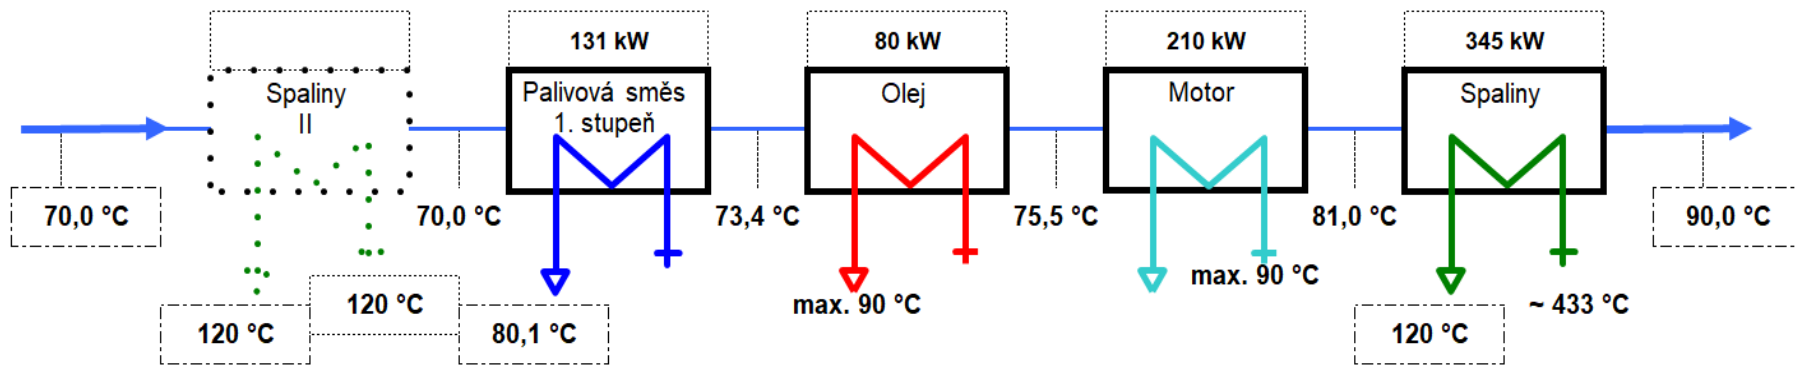 131 kW
80 kW
210 kW
345 kW
Spaliny
II
Palivová směs
1. stupeň
Olej
Motor
Spaliny
70,0 °C
70,0 °C
73,4 °C
75,5 °C
81,0 °C
90,0 °C
120 °C
120 °C
80,1 °C
max. 90 °C
max. 90 °C
120 °C
~ 433 °C